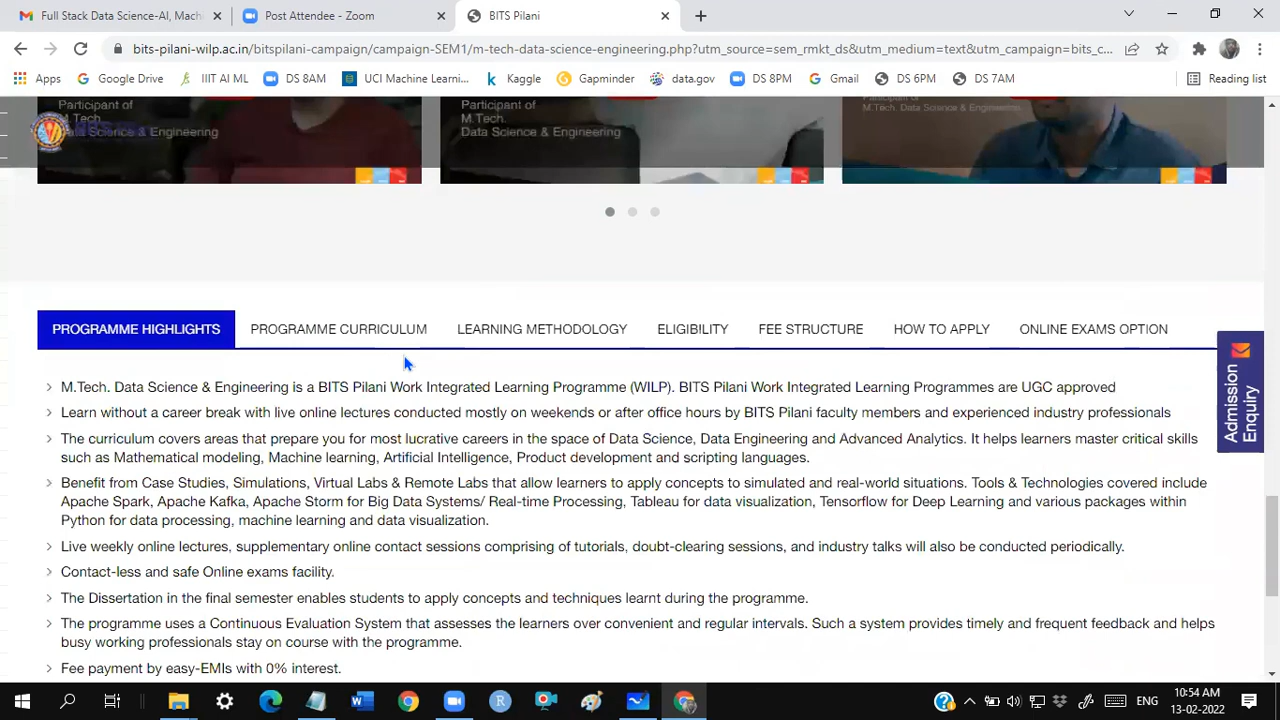 Full Stack Data Science-AI, Mach
Post Attendee - Zoom
BITS Pilani
bits-pilani-wilp.ac.in/bitspilani-campaign/campaign-SEM1/m-tech-data-science-engineering.php?utm_source=sem_rmkt_ds&utm_medium=text&utm_campaign=bits_c...
Apps Google Drive IIIT AI ML DS 8AM UCI Machine Learni... Kaggle Gapminder data.gov DS 8PM Gmail DS 6PM DS 7AM Reading list
Participant of
M.Tech.
Data Science & Engineering
Participant of
M.Tech.
Data Science & Engineering
Participant of
M.Tech. Data Science & Engineering
PROGRAMME HIGHLIGHTS PROGRAMME CURRICULUM LEARNING METHODOLOGY ELIGIBILITY FEE STRUCTURE HOW TO APPLY ONLINE EXAMS OPTION
Admission
Enquiry
M.Tech. Data Science & Engineering is a BITS Pilani Work Integrated Learning Programme (WILP). BITS Pilani Work Integrated Learning Programmes are UGC approved
Learn without a career break with live online lectures conducted mostly on weekends or after office hours by BITS Pilani faculty members and experienced industry professionals
The curriculum covers areas that prepare you for most lucrative careers in the space of Data Science, Data Engineering and Advanced Analytics. It helps learners master critical skills
such as Mathematical modeling, Machine learning, Artificial Intelligence, Product development and scripting languages.
Benefit from Case Studies, Simulations, Virtual Labs & Remote Labs that allow learners to apply concepts to simulated and real-world situations. Tools & Technologies covered include
Apache Spark, Apache Kafka, Apache Storm for Big Data Systems/ Real-time Processing, Tableau for data visualization, Tensorflow for Deep Learning and various packages within
Python for data processing, machine learning and data visualization.
Live weekly online lectures, supplementary online contact sessions comprising of tutorials, doubt-clearing sessions, and industry talks will also be conducted periodically.
Contact-less and safe Online exams facility.
The Dissertation in the final semester enables students to apply concepts and techniques learnt during the programme.
The programme uses a Continuous Evaluation System that assesses the learners over convenient and regular intervals. Such a system provides timely and frequent feedback and helps
busy working professionals stay on course with the programme.
Fee payment by easy-EMIs with 0% interest.
ENG
10:54 AM
13-02-2022